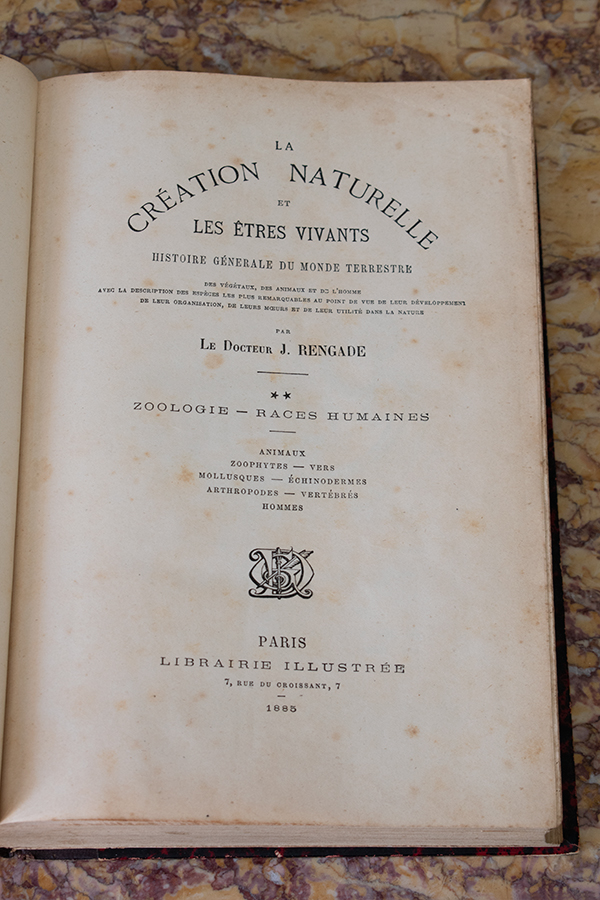 LA
CRÉATION NATURELLE
ET
LES ÊTRES VIVANTS
HISTOIRE GÉNERALE DU MONDE TERRESTRE
DES VÉGÉTAUX, DES ANIMAUX ET DE L'HOMME
AVEC LA DESCRIPTION DES ESPÈCES LES PLUS REMARQUABLES AU POINT DE VUE DE LEUR DÉVELOPPEMENT
DE LEUR ORGANISATION, DE LEURS MŒURS ET DE LEUR UTILITÉ DANS LA NATURE
PAR
LE DOCTEUR J. RENGADE
ZOOLOGIE — RACES HUMAINES
ANIMAUX
ZOOPHYTES — VERS
MOLLUSQUES — ÉCHINODERMES
ARTHROPODES — VERTÉBRÉS
HOMMES
PARIS
LIBRAIRIE ILLUSTRÉE
7, RUE DU CROISSANT, 7
1885